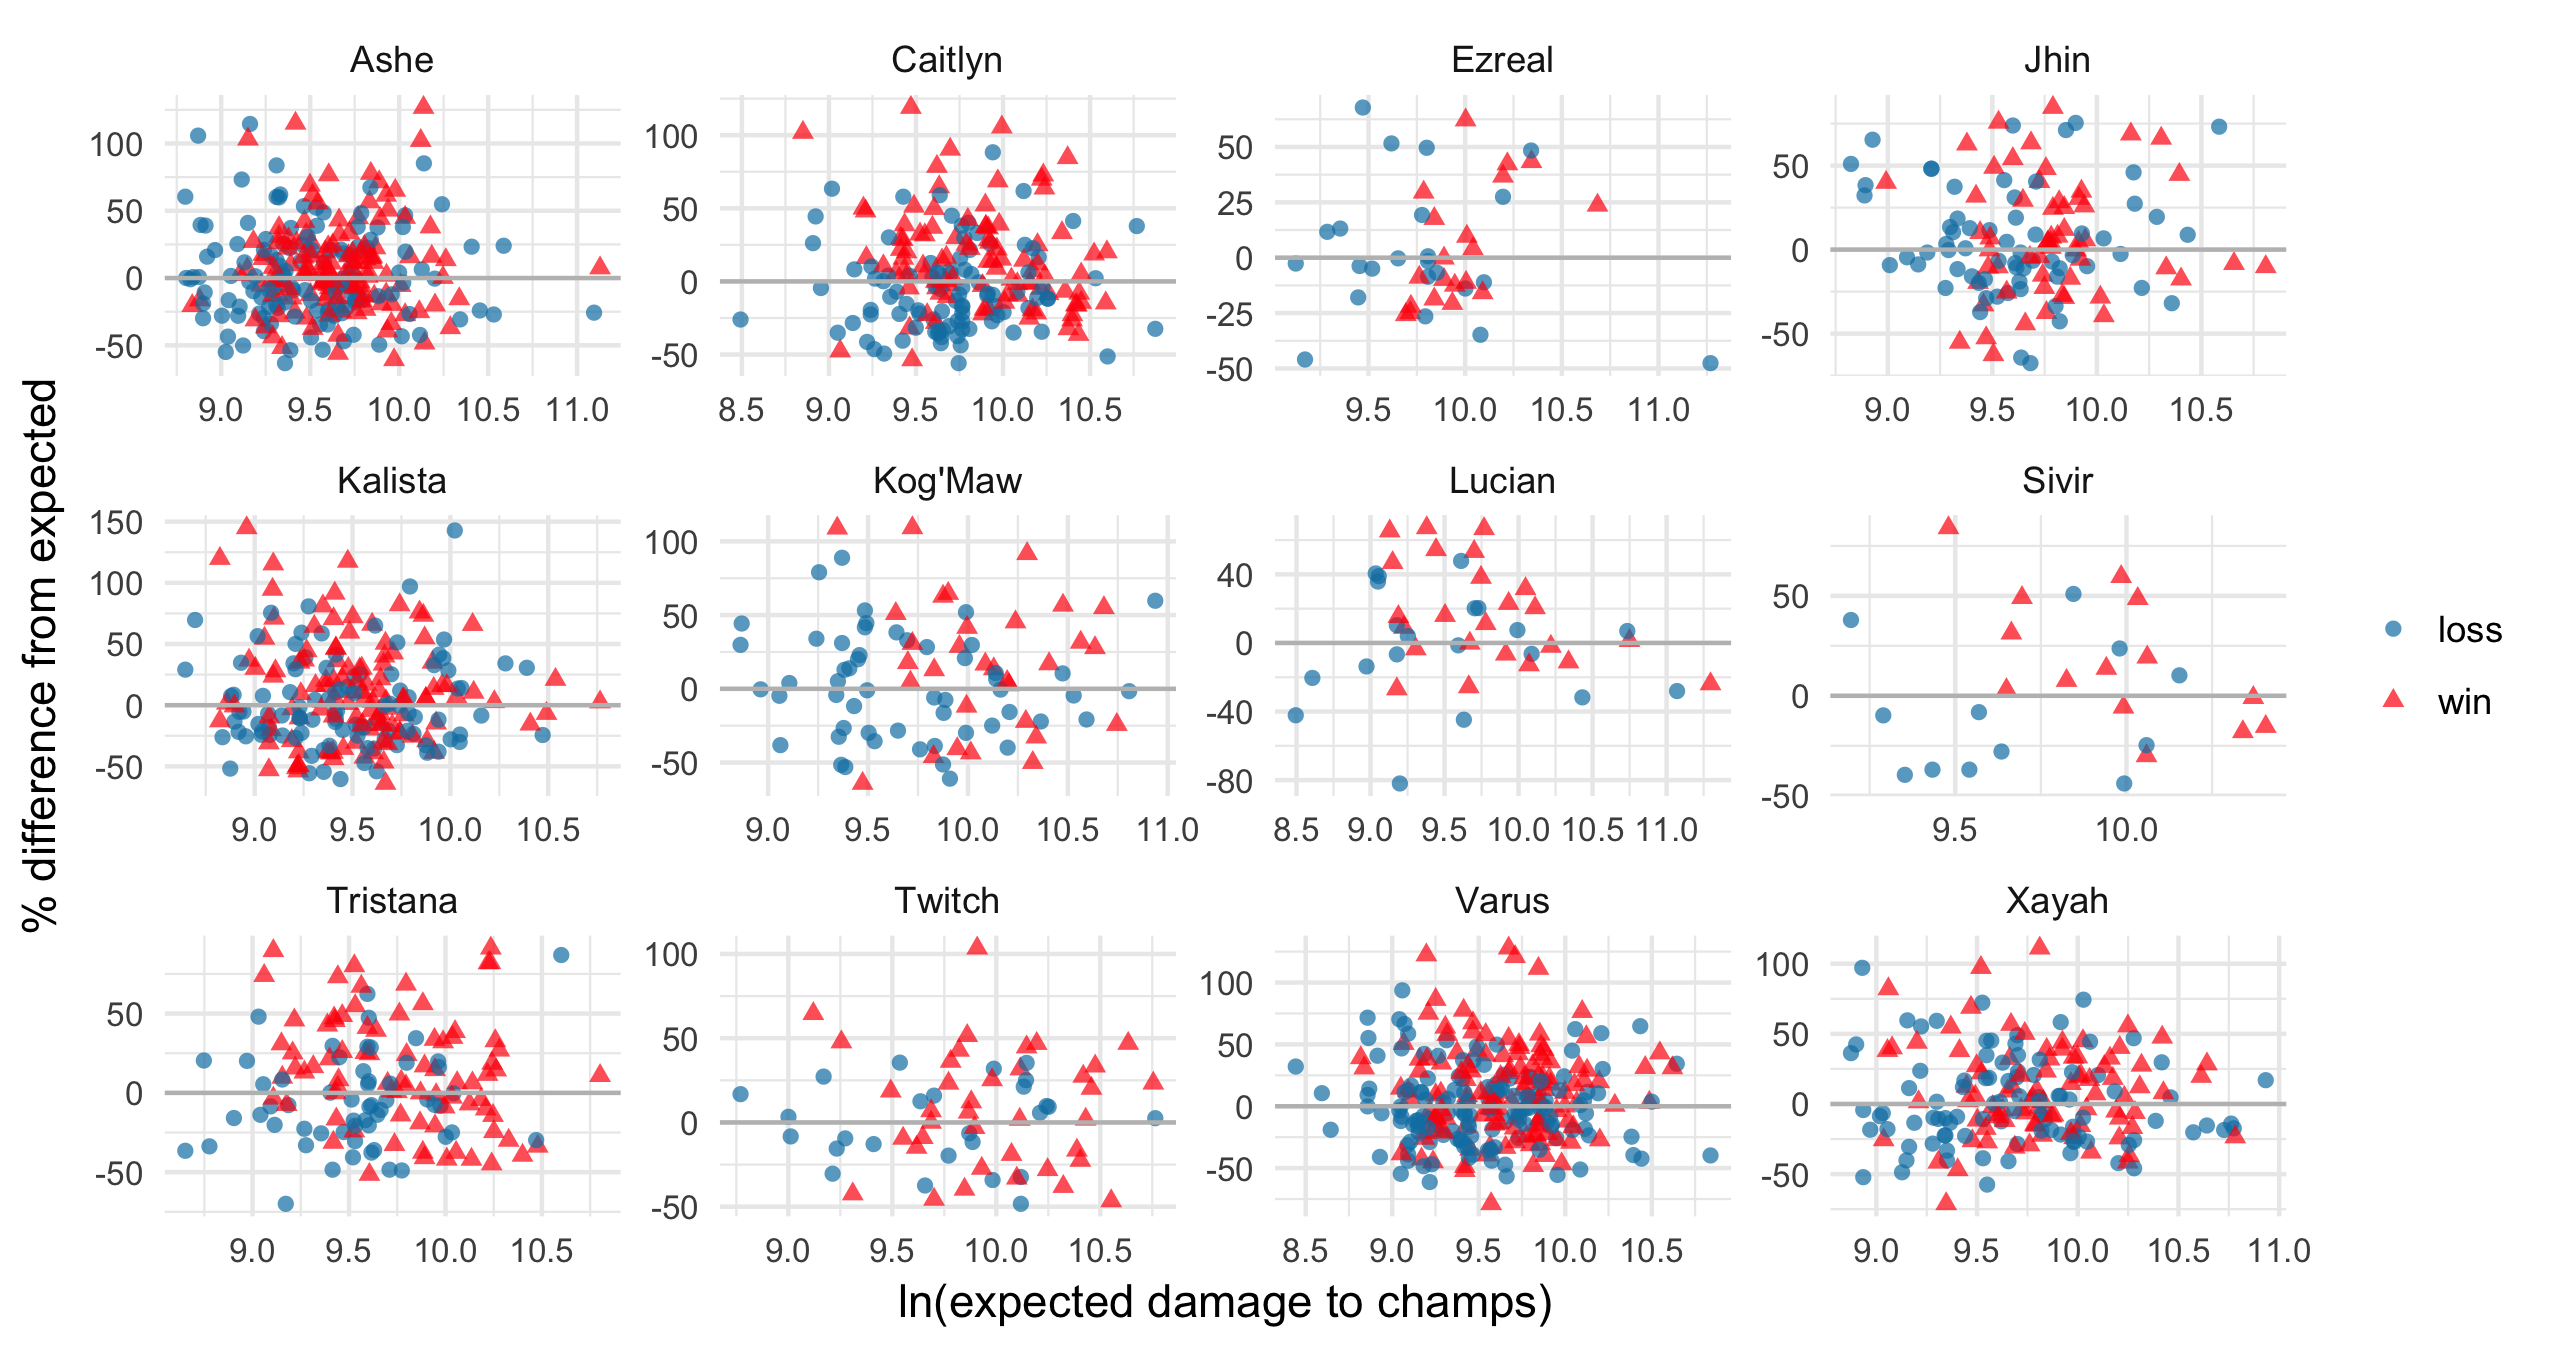 Ashe Caitlyn Ezreal Jhin
100
50
0
-50
9.0 9.5 10.0 10.5 11.0
100
50
0
-50
8.5 9.0 9.5 10.0 10.5
50
25
0
-25
-50
9.5 10.0 10.5 11.0
50
0
-50
9.0 9.5 10.0 10.5
Kalista Kog'Maw Lucian Sivir
150
100
50
0
-50
9.0 9.5 10.0 10.5
100
50
0
-50
9.0 9.5 10.0 10.5 11.0
40
0
-40
-80
8.5 9.0 9.5 10.0 10.5 11.0
50
0
-50
9.5 10.0
Tristana Twitch Varus Xayah
50
0
-50
9.0 9.5 10.0 10.5
100
50
0
-50
9.0 9.5 10.0 10.5
100
50
0
-50
8.5 9.0 9.5 10.0 10.5
100
50
0
-50
9.0 9.5 10.0 10.5 11.0
% difference from expected
ln(expected damage to champs)
loss
win